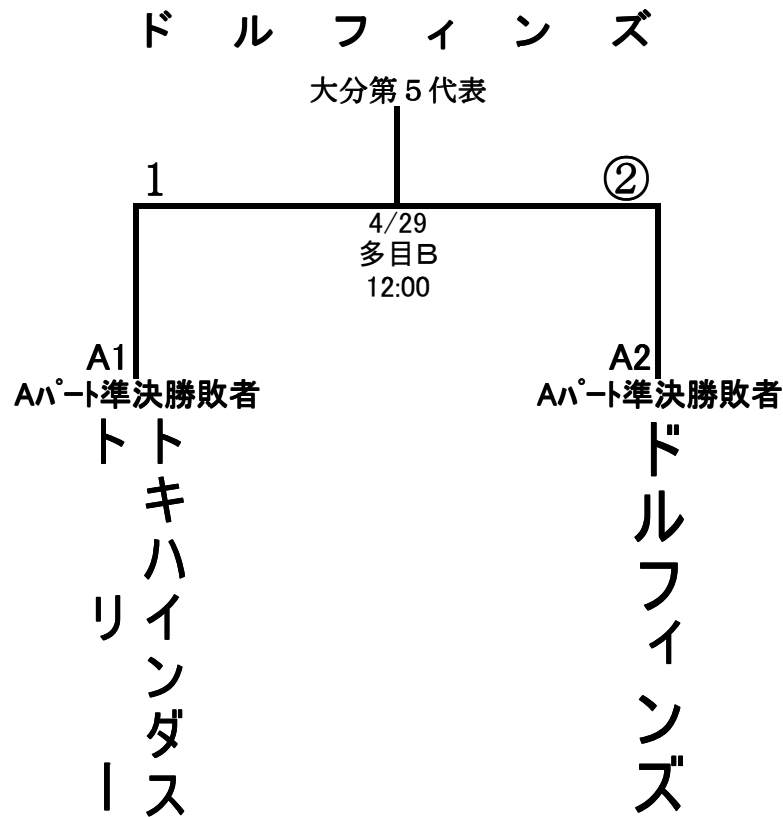 ドルフィンズ
大分第５代表
1
②
4/29
多目Ｂ
12:00
A1
Aﾊﾟｰﾄ準決勝敗者
A2
Aﾊﾟｰﾄ準決勝敗者
トキハインダス
トリー
ドルフィンズ